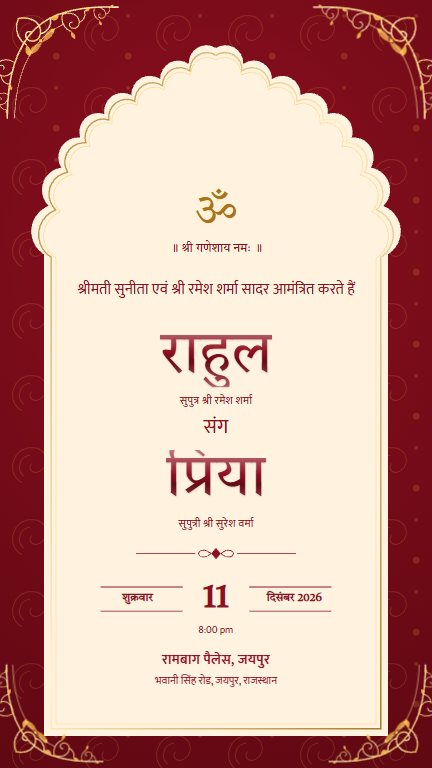 ॐ
॥ श्री गणेशाय नमः ॥
श्रीमती सुनीता एवं श्री रमेश शर्मा सादर आमंत्रित करते हैं
राहुल
सुपुत्र श्री रमेश शर्मा
संग
प्रिया
सुपुत्री श्री सुरेश वर्मा
शुक्रवार 11 दिसंबर 2026
8:00 pm
रामबाग पैलेस, जयपुर
भवानी सिंह रोड, जयपुर, राजस्थान